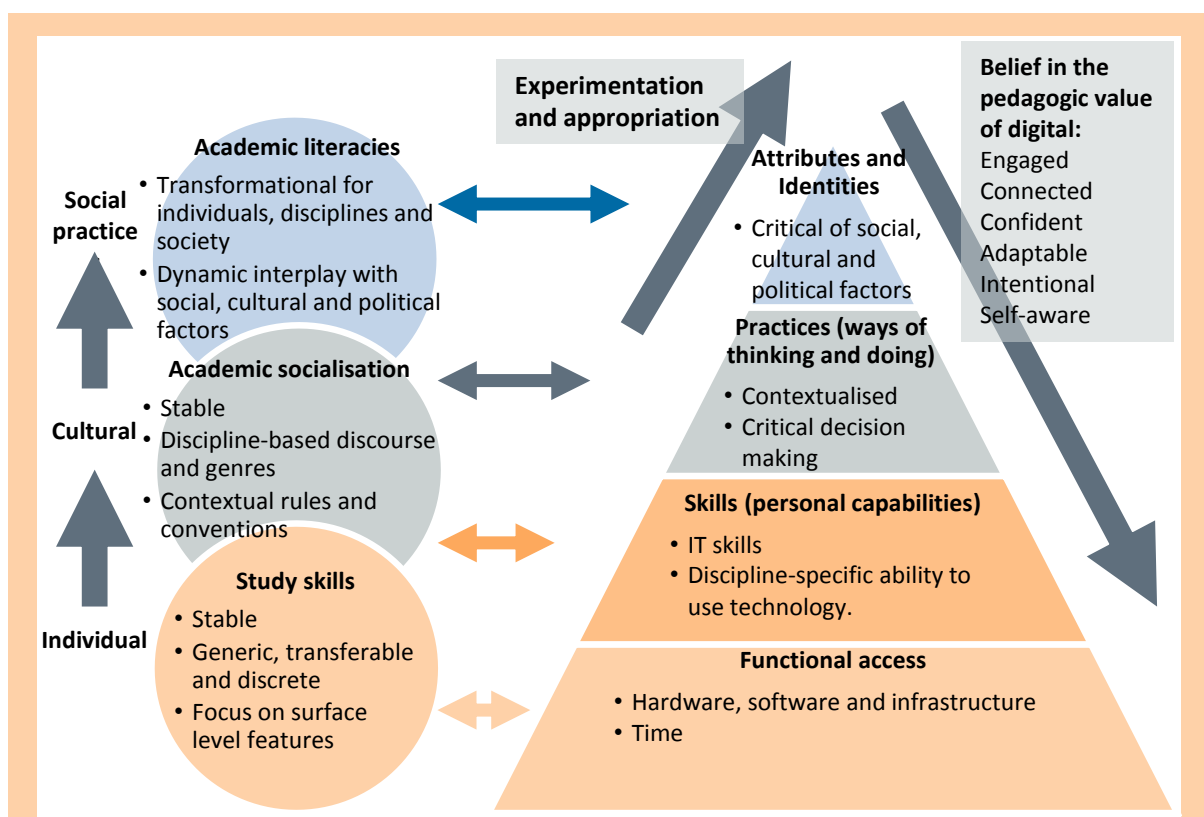 Social
practice
Cultural
Individual
Academic literacies
• Transformational for
individuals, disciplines and
society
• Dynamic interplay with
social, cultural and political
factors
Academic socialisation
• Stable
• Discipline-based discourse
and genres
• Contextual rules and
conventions
Study skills
• Stable
• Generic, transferable
and discrete
• Focus on surface
level features
Experimentation
and appropriation
Attributes and
Identities
• Critical of social,
cultural and
political factors
Practices (ways of
thinking and doing)
• Contextualised
• Critical decision
making
Skills (personal capabilities)
• IT skills
• Discipline-specific ability to
use technology.
Functional access
• Hardware, software and infrastructure
• Time
Belief in the
pedagogic value
of digital:
Engaged
Connected
Confident
Adaptable
Intentional
Self-aware